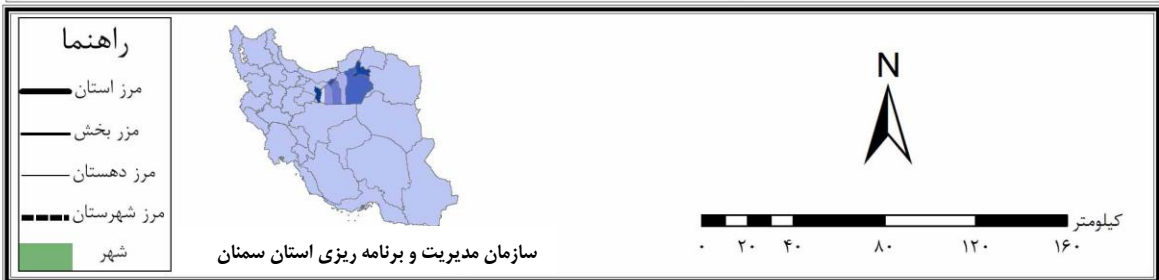 راهنما
مرز استان
مزر بخش
مرز دهستان
مرز شهرستان
شهر
سازمان مدیریت و برنامه ریزی استان سمنان
N
کیلومتر
۰ ۲۰ ۴۰ ۸۰ ۱۲۰ ۱۶۰